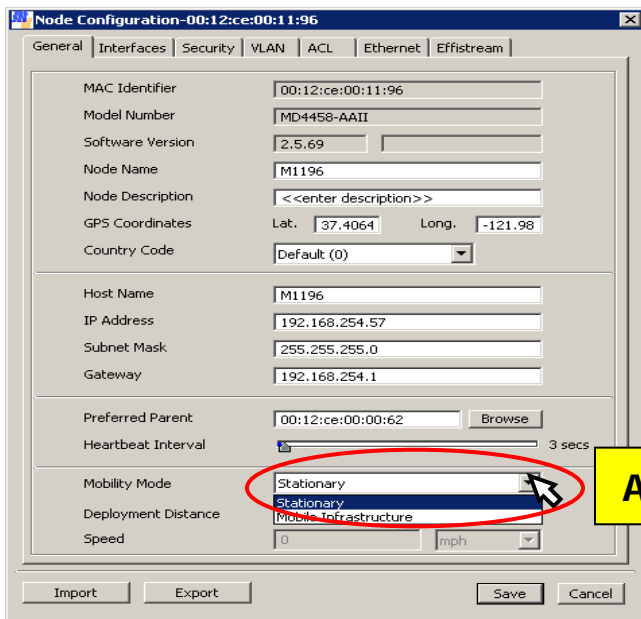 Node Configuration-00:12:ce:00:11:96
General Interfaces Security VLAN ACL Ethernet Effistream
MAC Identifier 00:12:ce:00:11:96
Model Number MD4458-AAII
Software Version 2.5.69
Node Name M1196
Node Description <<enter description>>
GPS Coordinates Lat. 37.4064 Long. -121.98
Country Code Default (0)
Host Name M1196
IP Address 192.168.254.57
Subnet Mask 255.255.255.0
Gateway 192.168.254.1
Preferred Parent 00:12:ce:00:00:62 Browse
Heartbeat Interval 3 secs
Mobility Mode Stationary
A
Stationary
Deployment Distance Mobile Infrastructure
Speed 0 mph
Import Export Save Cancel